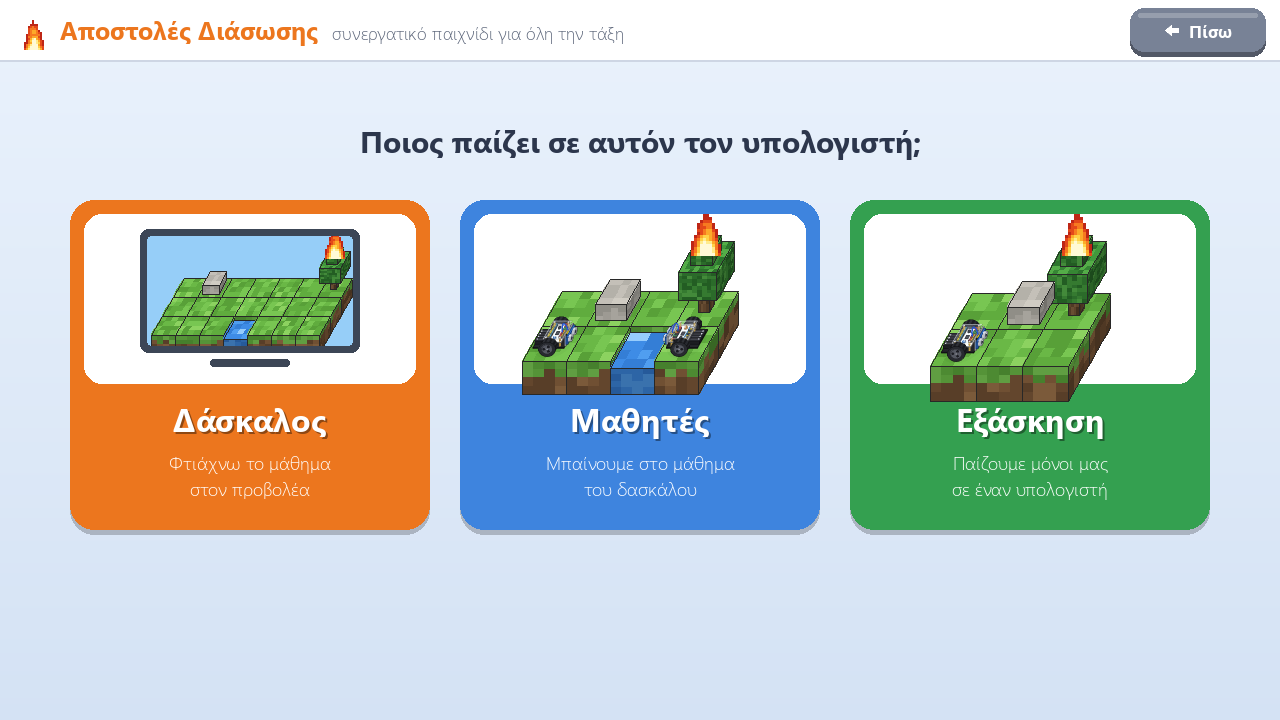 Αποστολές Διάσωσης συνεργατικό παιχνίδι για όλη την τάξη
Πίσω
Ποιος παίζει σε αυτόν τον υπολογιστή;
Δάσκαλος
Φτιάχνω το μάθημα
στον προβολέα
Μαθητές
Μπαίνουμε στο μάθημα
του δασκάλου
Εξάσκηση
Παίζουμε μόνοι μας
σε έναν υπολογιστή